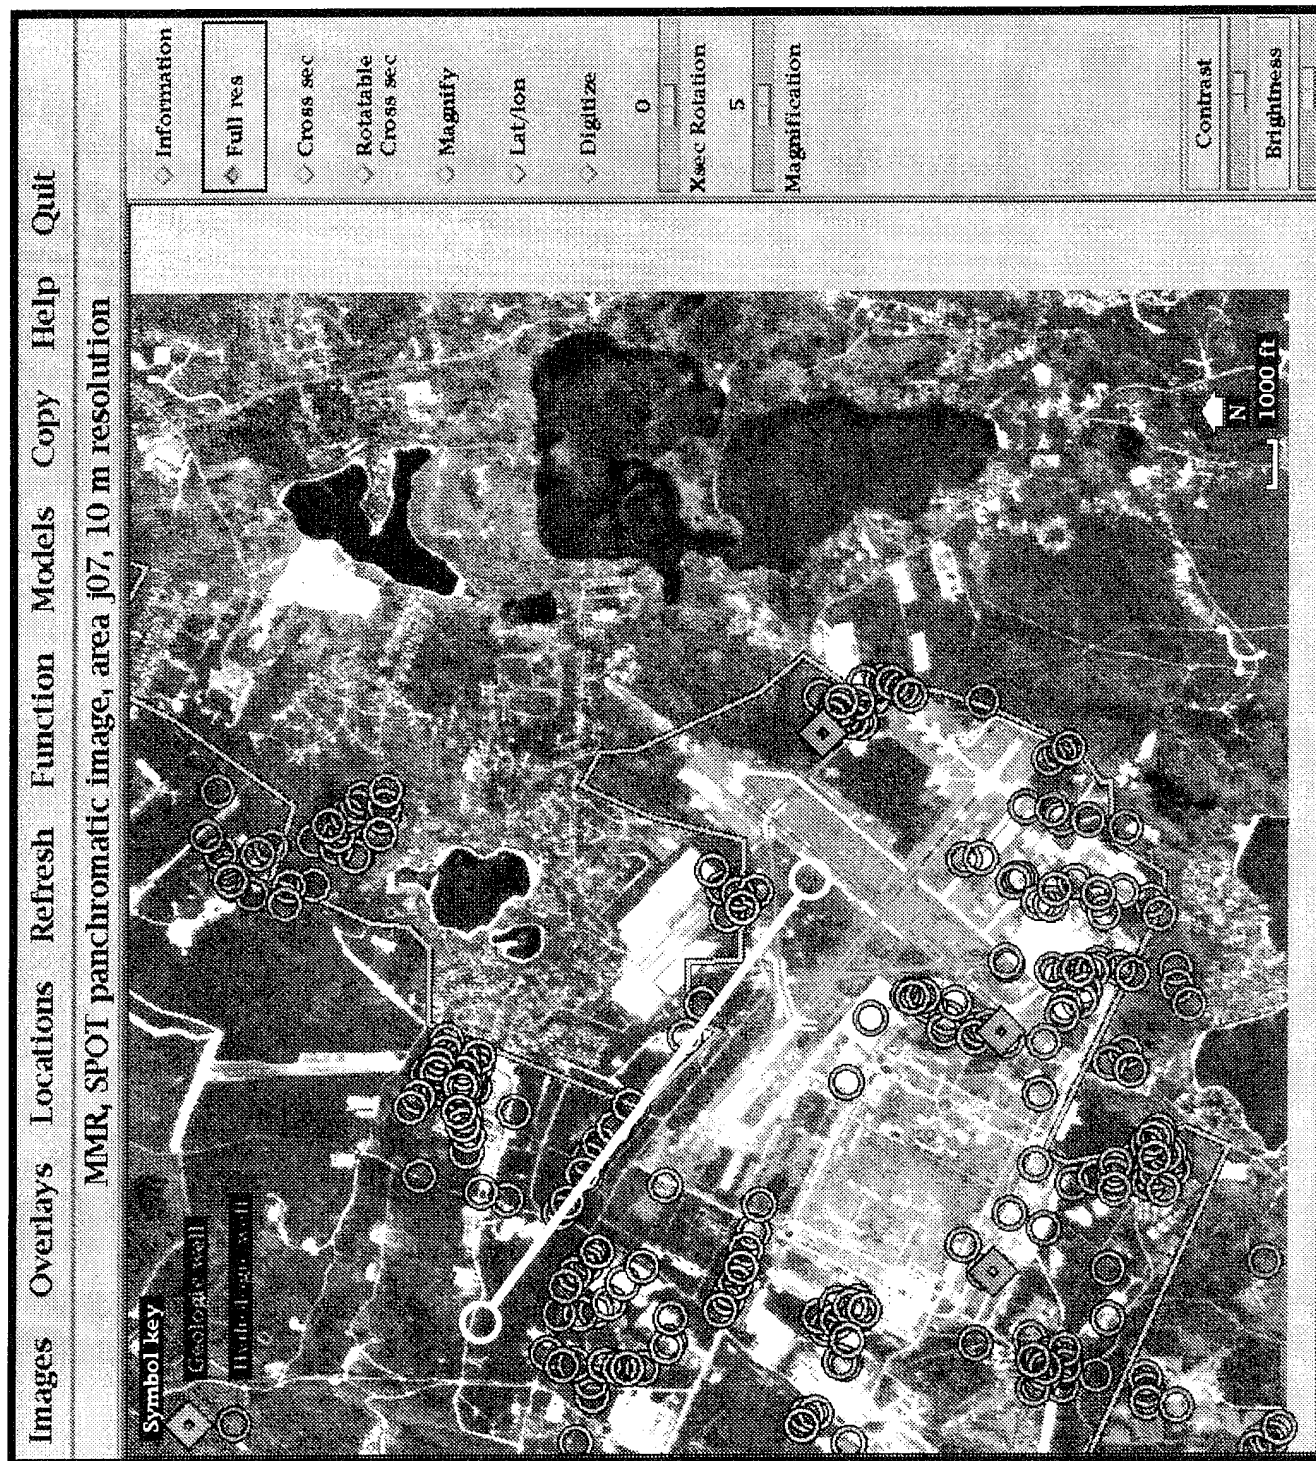 Images Overlays Locations Refresh Function Models Copy Help Quit
MMR, SPOT panchromatic image, area j07, 10 m resolution
Symbol key
Geologic well
Hydrologic well
N
1000 ft
Information
Full res
Cross sec
Rotatable
Cross sec
Magnify
Lat/lon
Digitize
0
Xsec Rotation
5
Magnification
Contrast
Brightness